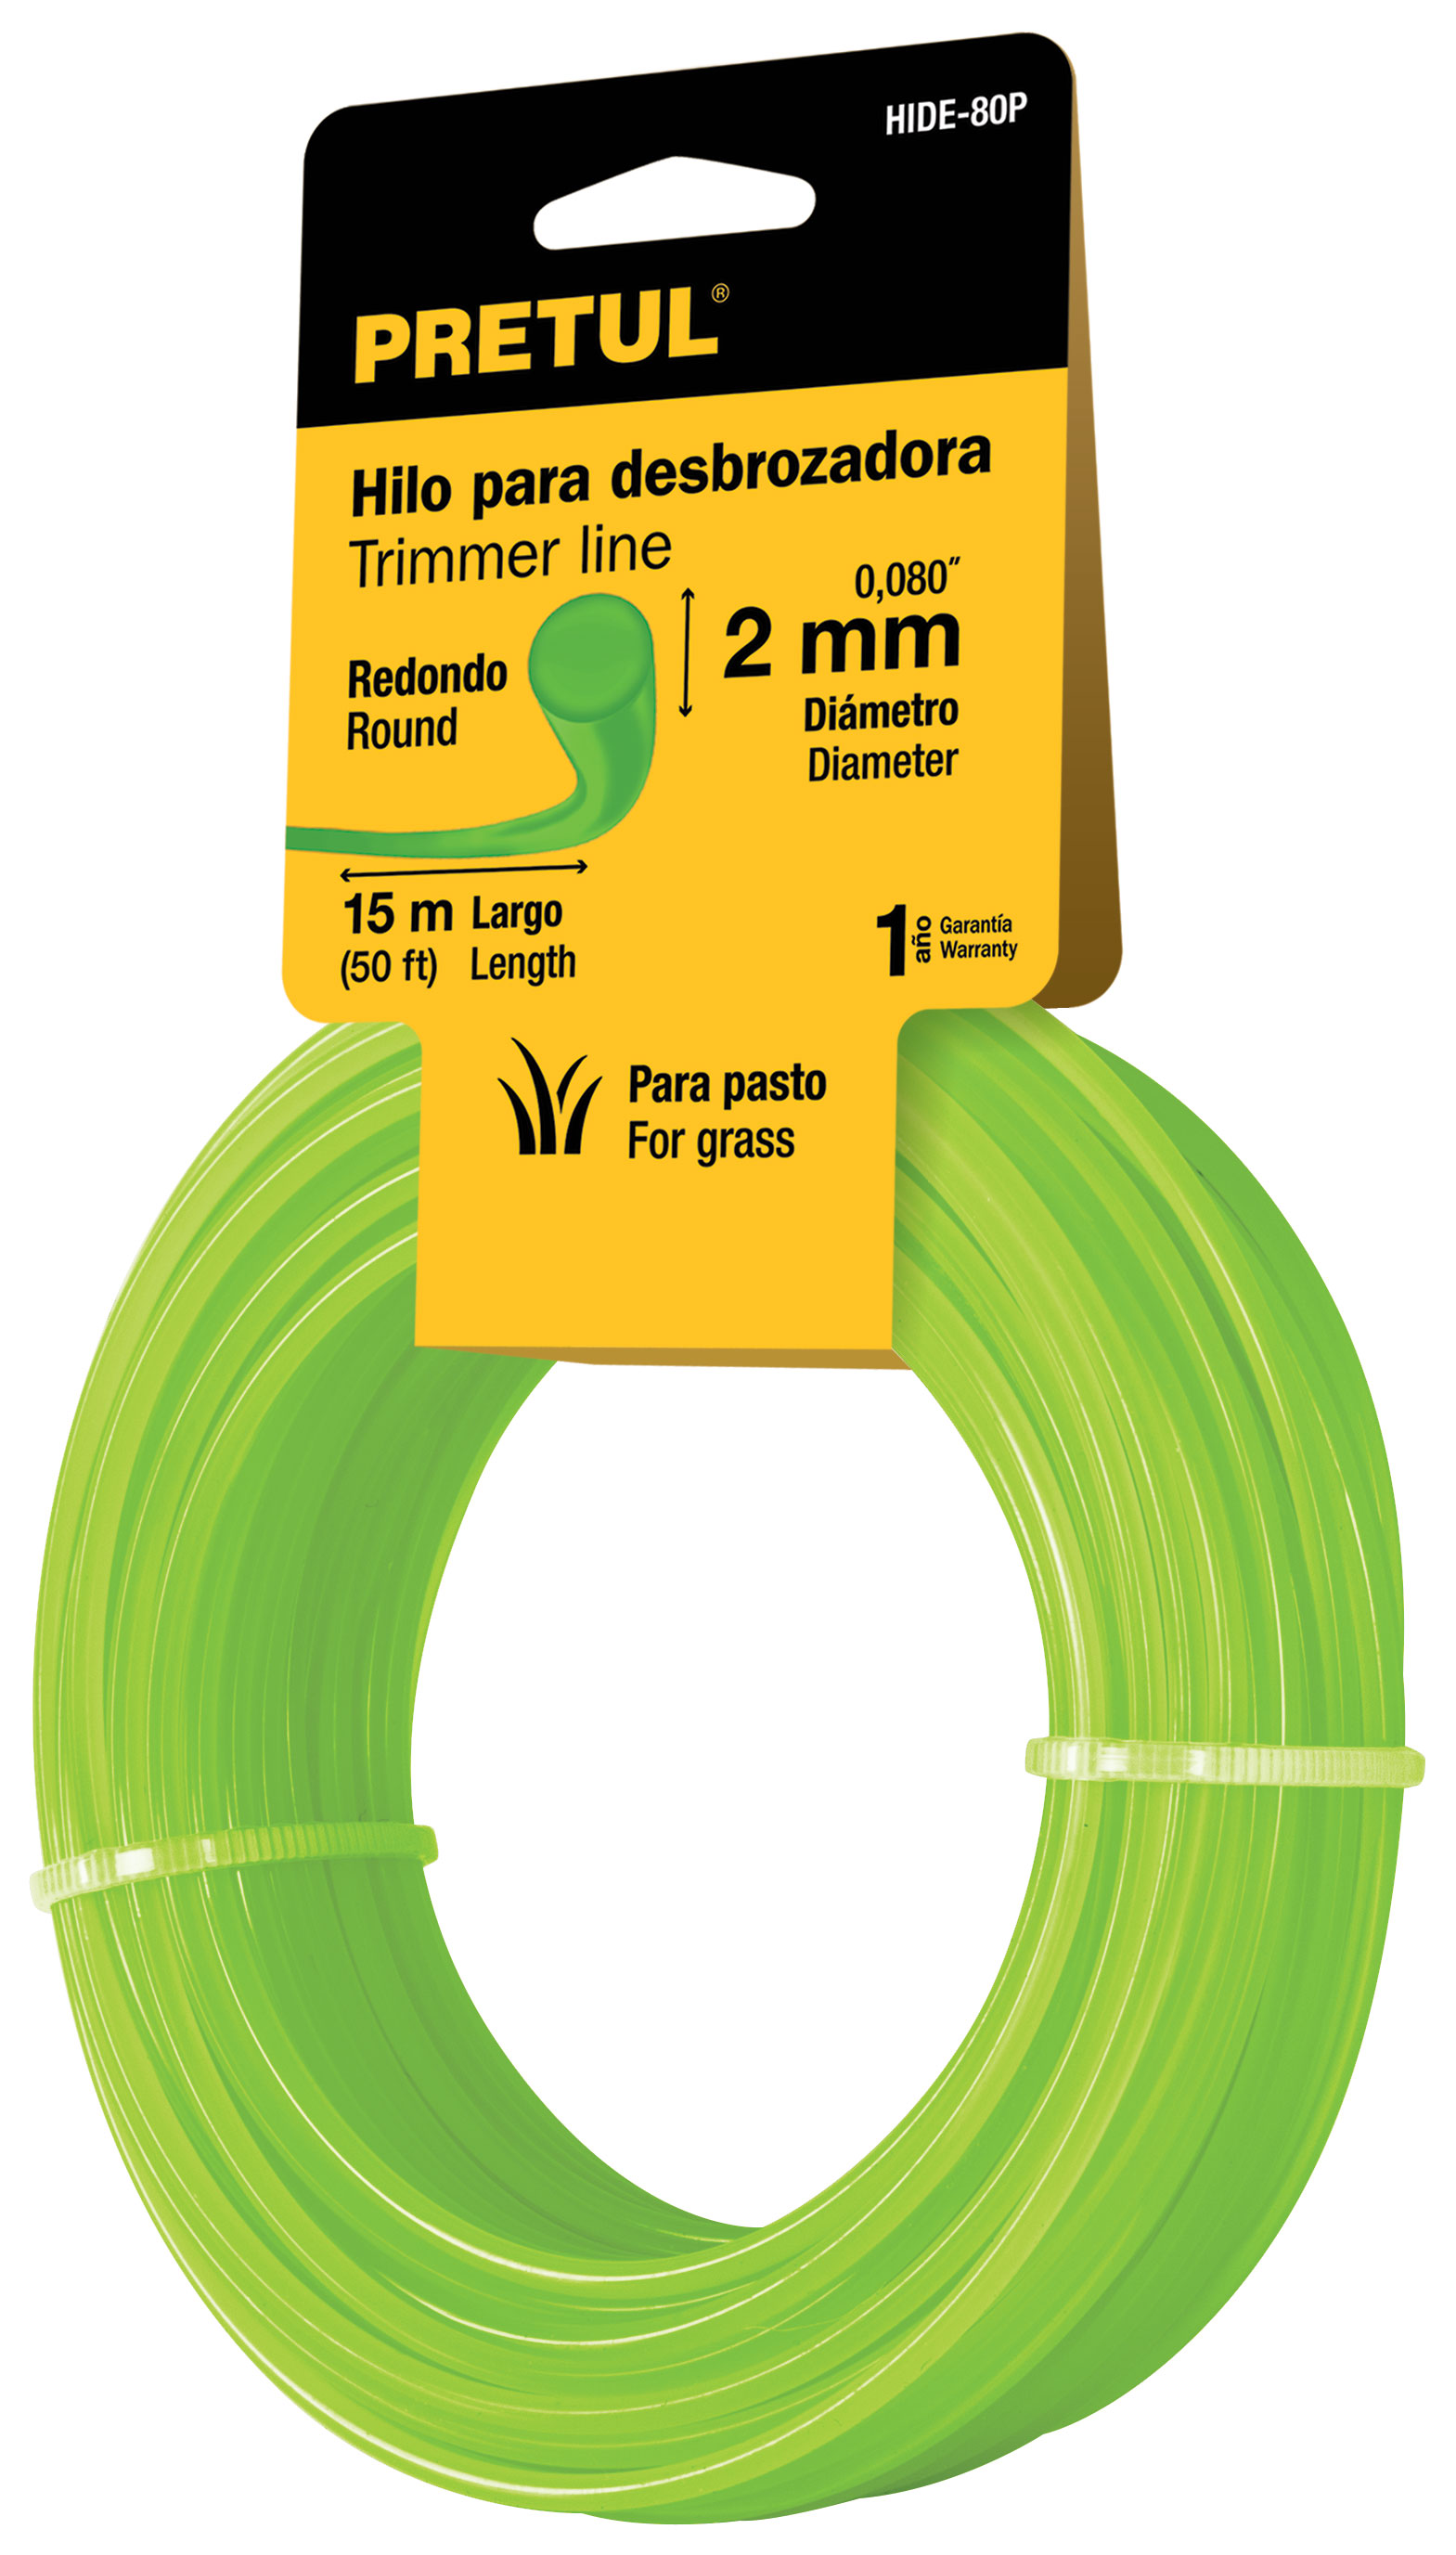 HIDE-80P
PRETUL®
Hilo para desbrozadora
Trimmer line
0,080″
2 mm
Diámetro
Diameter
Redondo
Round
15 m Largo
(50 ft) Length
1 año Garantía
Warranty
Para pasto
For grass